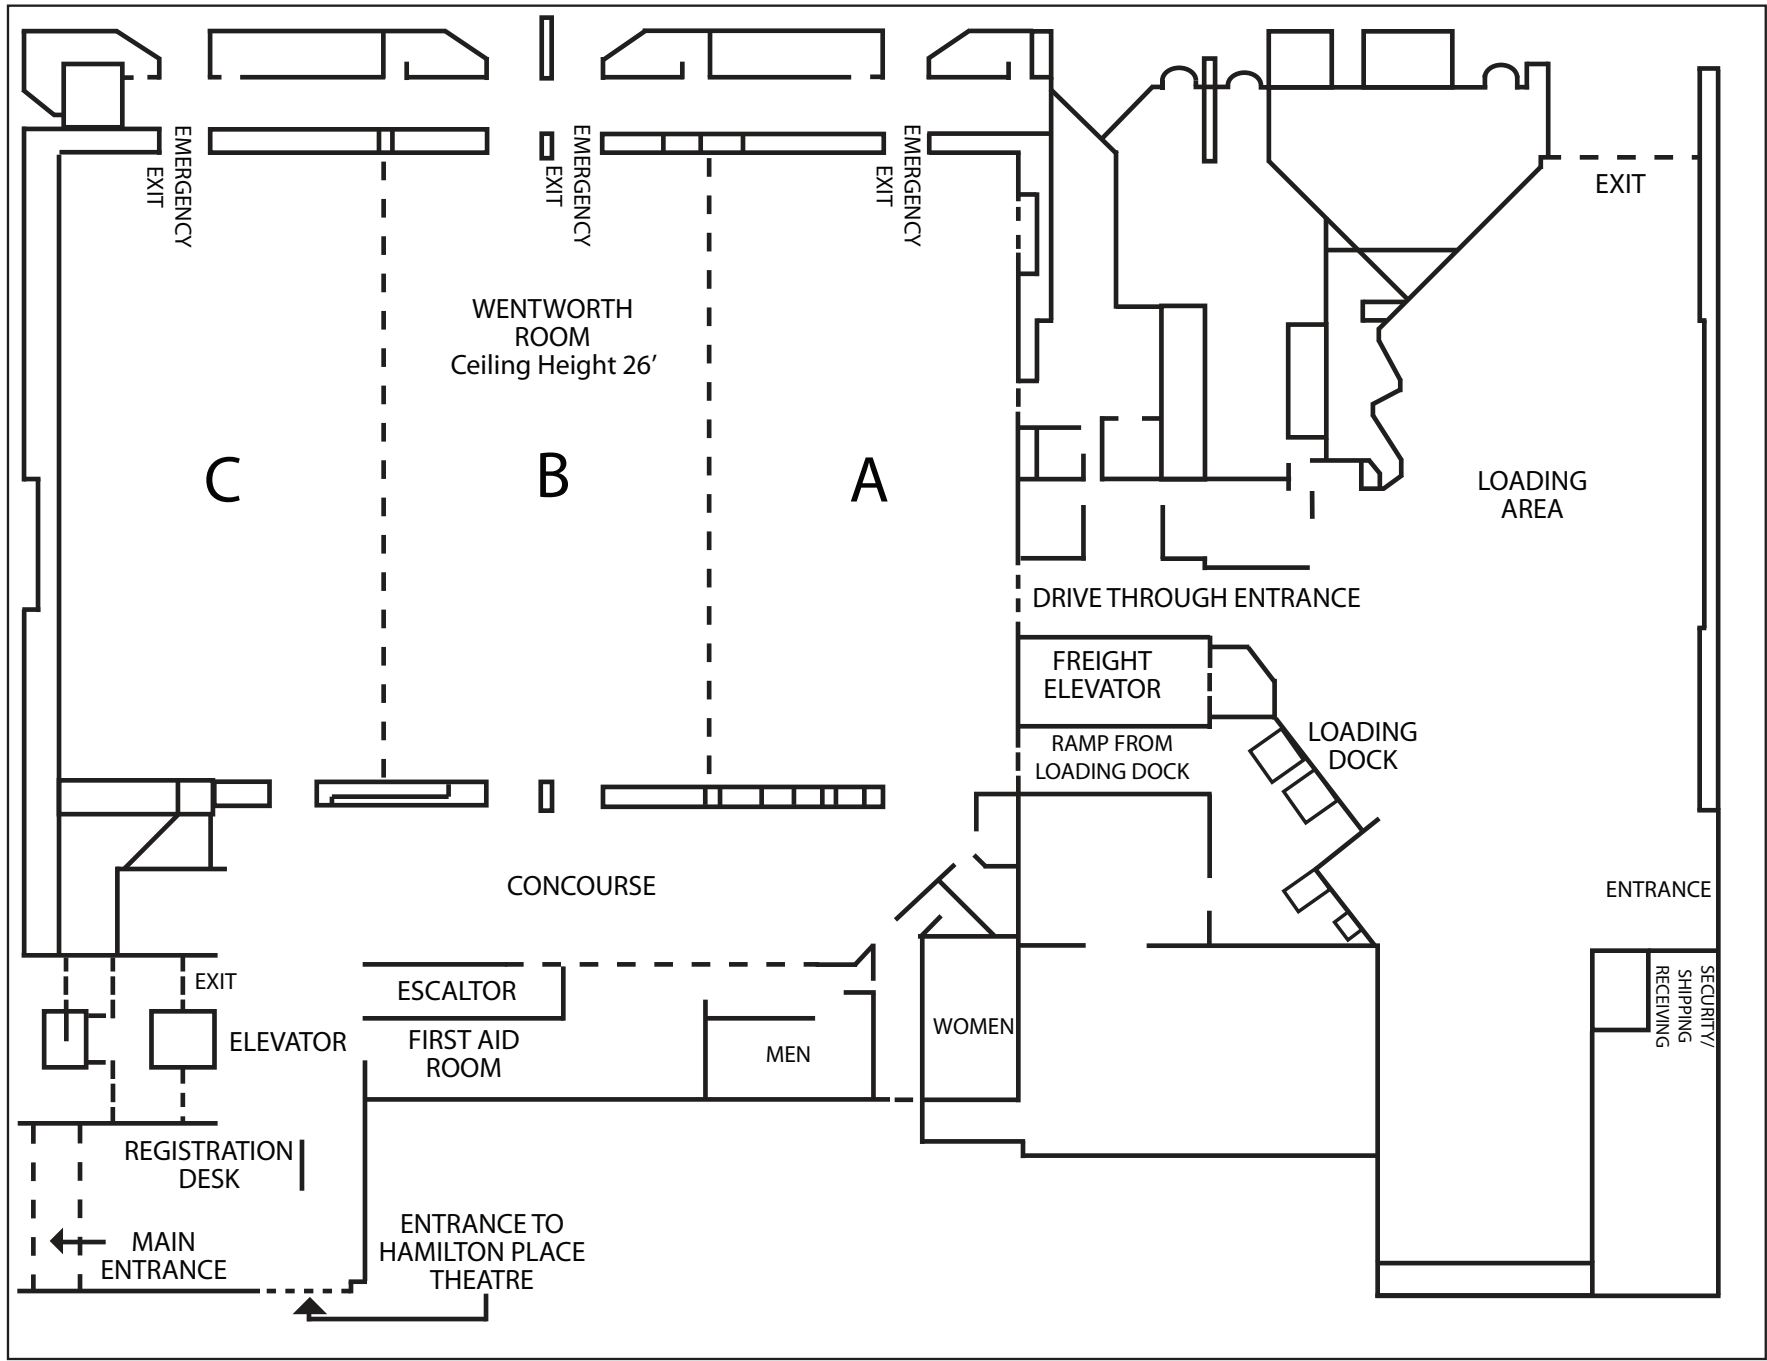 EMERGENCY
EXIT
EMERGENCY
EXIT
EMERGENCY
EXIT
EXIT
WENTWORTH
ROOM
Ceiling Height 26’
C
B
A
LOADING
AREA
DRIVE THROUGH ENTRANCE
FREIGHT
ELEVATOR
RAMP FROM
LOADING DOCK
LOADING
DOCK
CONCOURSE
ENTRANCE
EXIT
ESCALTOR
ELEVATOR
FIRST AID
ROOM
MEN
WOMEN
SECURITY/
SHIPPING
RECEIVING
REGISTRATION
DESK
MAIN
ENTRANCE
ENTRANCE TO
HAMILTON PLACE
THEATRE